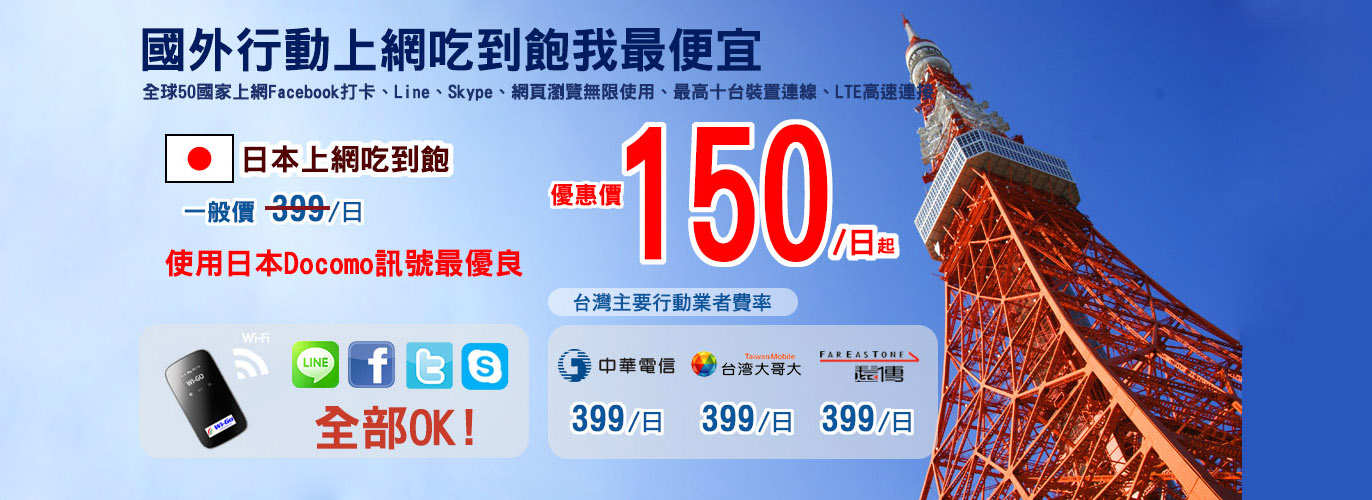 國外行動上網吃到飽我最便宜
全球50國家上網Facebook打卡、Line、Skype、網頁瀏覽無限使用、最高十台裝置連線、LTE高速連接
日本上網吃到飽
一般價 399/日
優惠價 150/日起
使用日本Docomo訊號最優良
台灣主要行動業者費率
Wi-Fi
WI-GO
Wi-Go
LINE
全部OK!
中華電信
Taiwan Mobile
台湾大哥大
FAREASTONE
遠傳
399/日 399/日 399/日